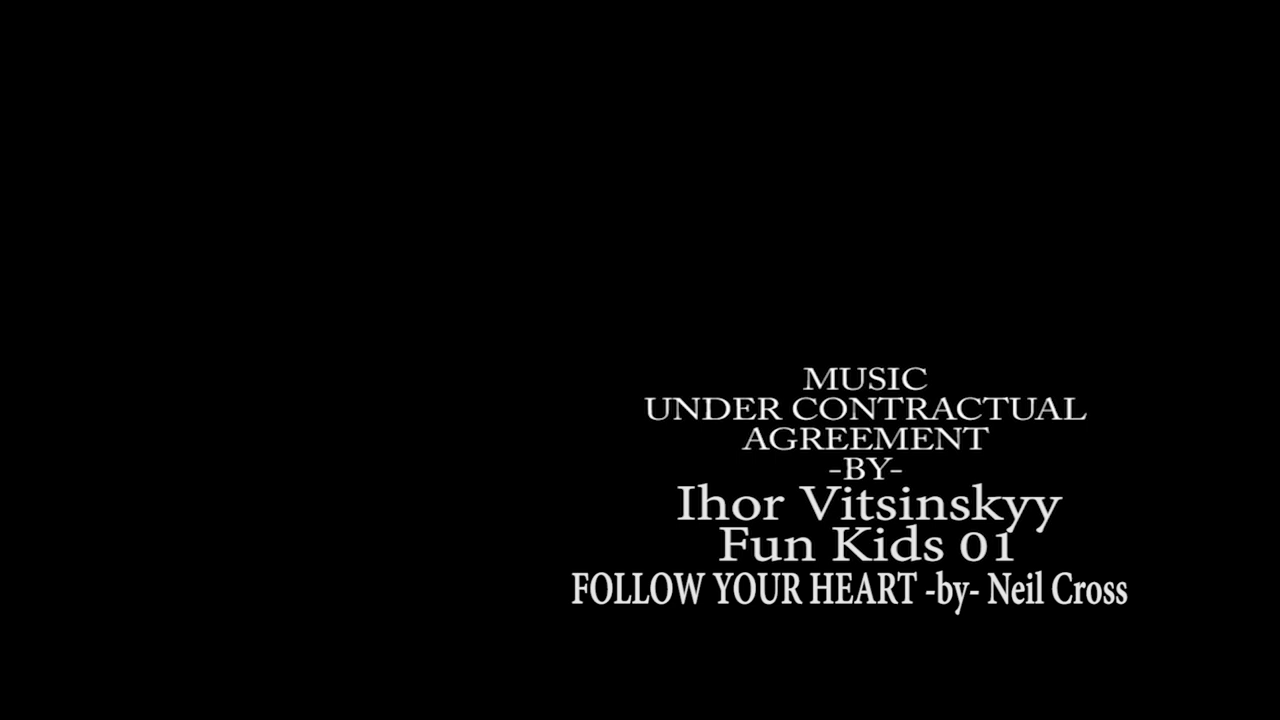 MUSIC
UNDER CONTRACTUAL
AGREEMENT
-BY-
Ihor Vitsinskyy
Fun Kids 01
FOLLOW YOUR HEART -by- Neil Cross